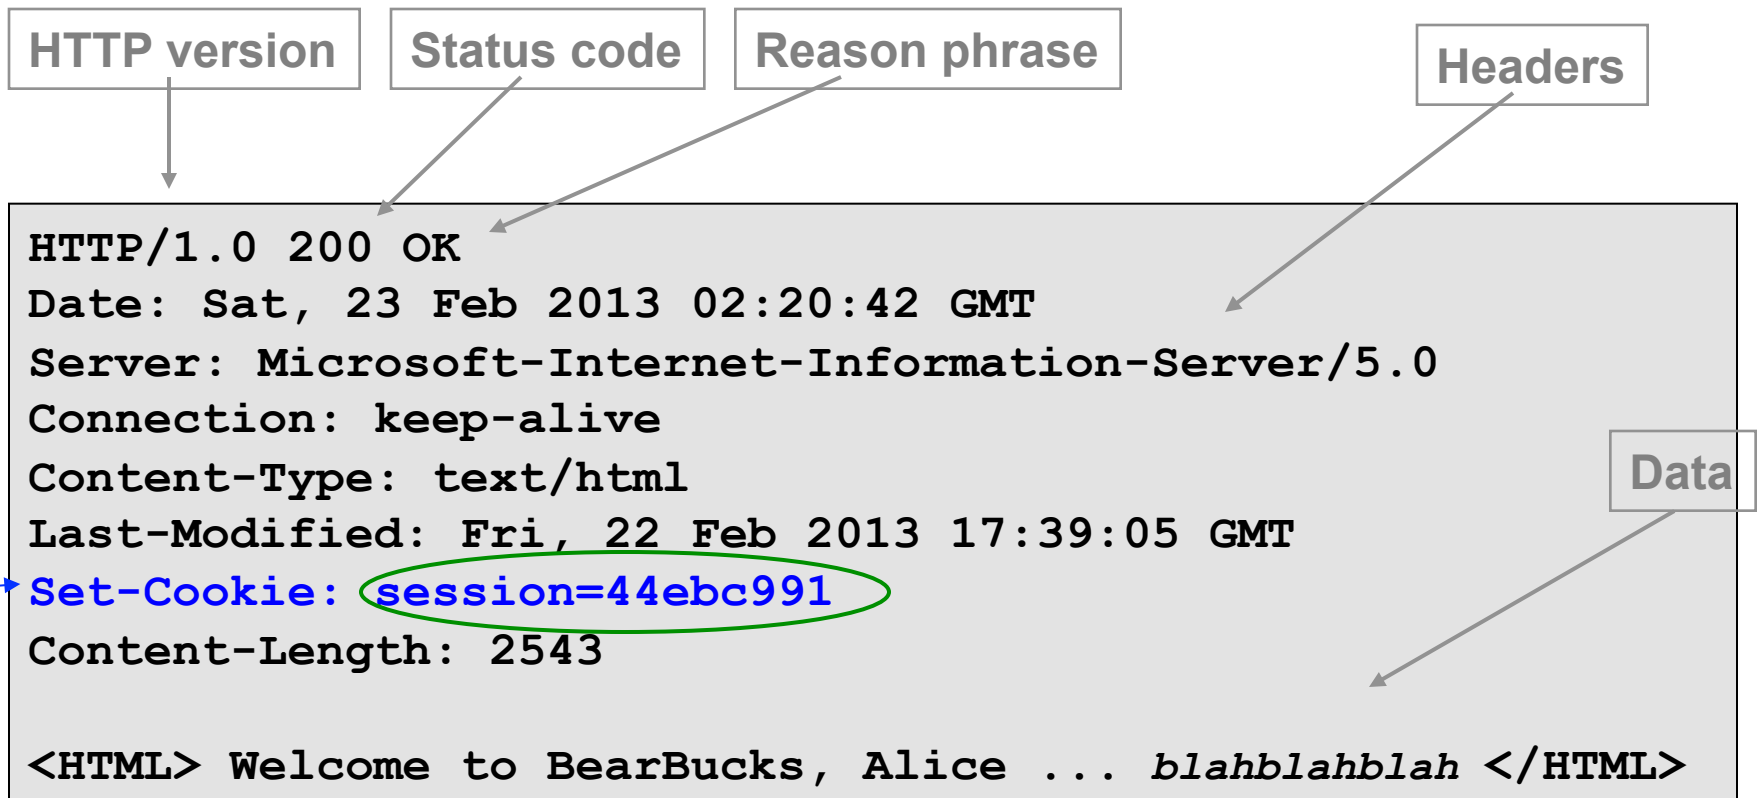 HTTP version
Status code
Reason phrase
Headers
HTTP/1.0 200 OK
Date: Sat, 23 Feb 2013 02:20:42 GMT
Server: Microsoft-Internet-Information-Server/5.0
Connection: keep-alive
Content-Type: text/html
Data
Last-Modified: Fri, 22 Feb 2013 17:39:05 GMT
Set-Cookie: session=44ebc991
Content-Length: 2543
<HTML> Welcome to BearBucks, Alice ... blahblahblah </HTML>